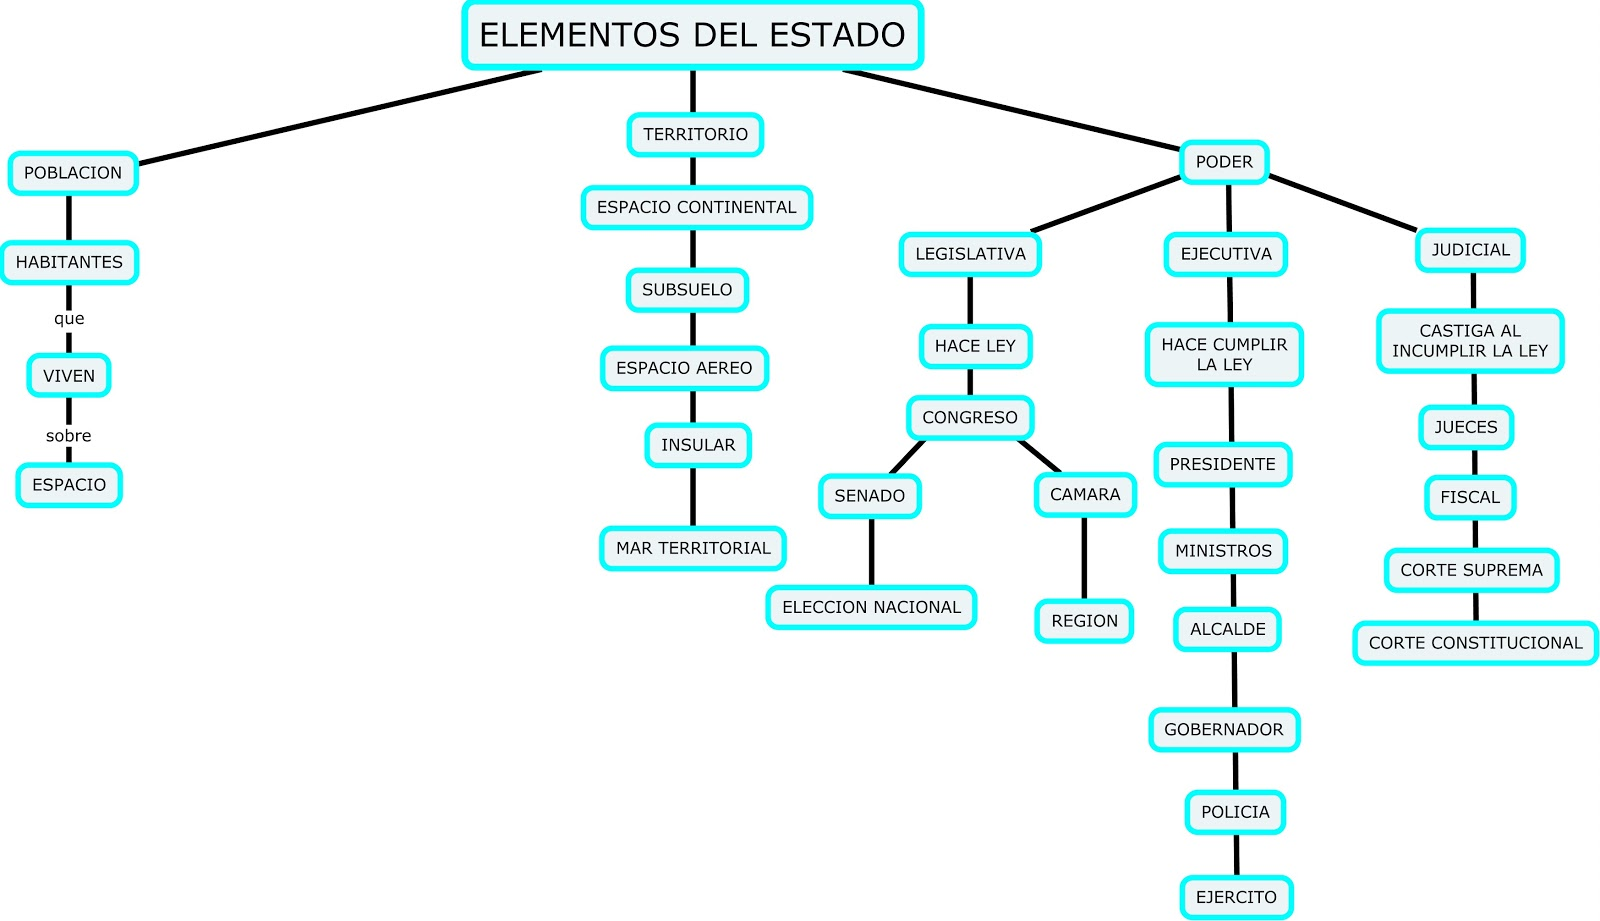 ELEMENTOS DEL ESTADO
POBLACION
HABITANTES
que
VIVEN
sobre
ESPACIO
TERRITORIO
ESPACIO CONTINENTAL
SUBSUELO
ESPACIO AEREO
INSULAR
MAR TERRITORIAL
PODER
LEGISLATIVA
HACE LEY
CONGRESO
SENADO
ELECCION NACIONAL
CAMARA
REGION
EJECUTIVA
HACE CUMPLIR
LA LEY
PRESIDENTE
MINISTROS
ALCALDE
GOBERNADOR
POLICIA
EJERCITO
JUDICIAL
CASTIGA AL
INCUMPLIR LA LEY
JUECES
FISCAL
CORTE SUPREMA
CORTE CONSTITUCIONAL